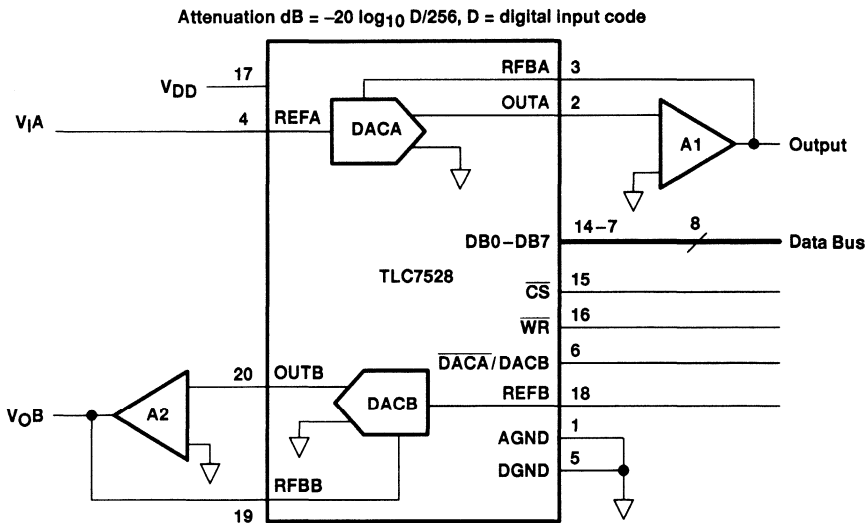 Attenuation dB = –20 log10 D/256, D = digital input code
17
VDD
RFBA
3
OUTA
2
VIA
4
REFA
DACA
A1
Output
DB0–DB7
14–7
8
Data Bus
TLC7528
CS
15
WR
16
DACA/DACB
6
20
OUTB
REFB
18
VOB
A2
DACB
AGND
1
DGND
5
RFBB
19